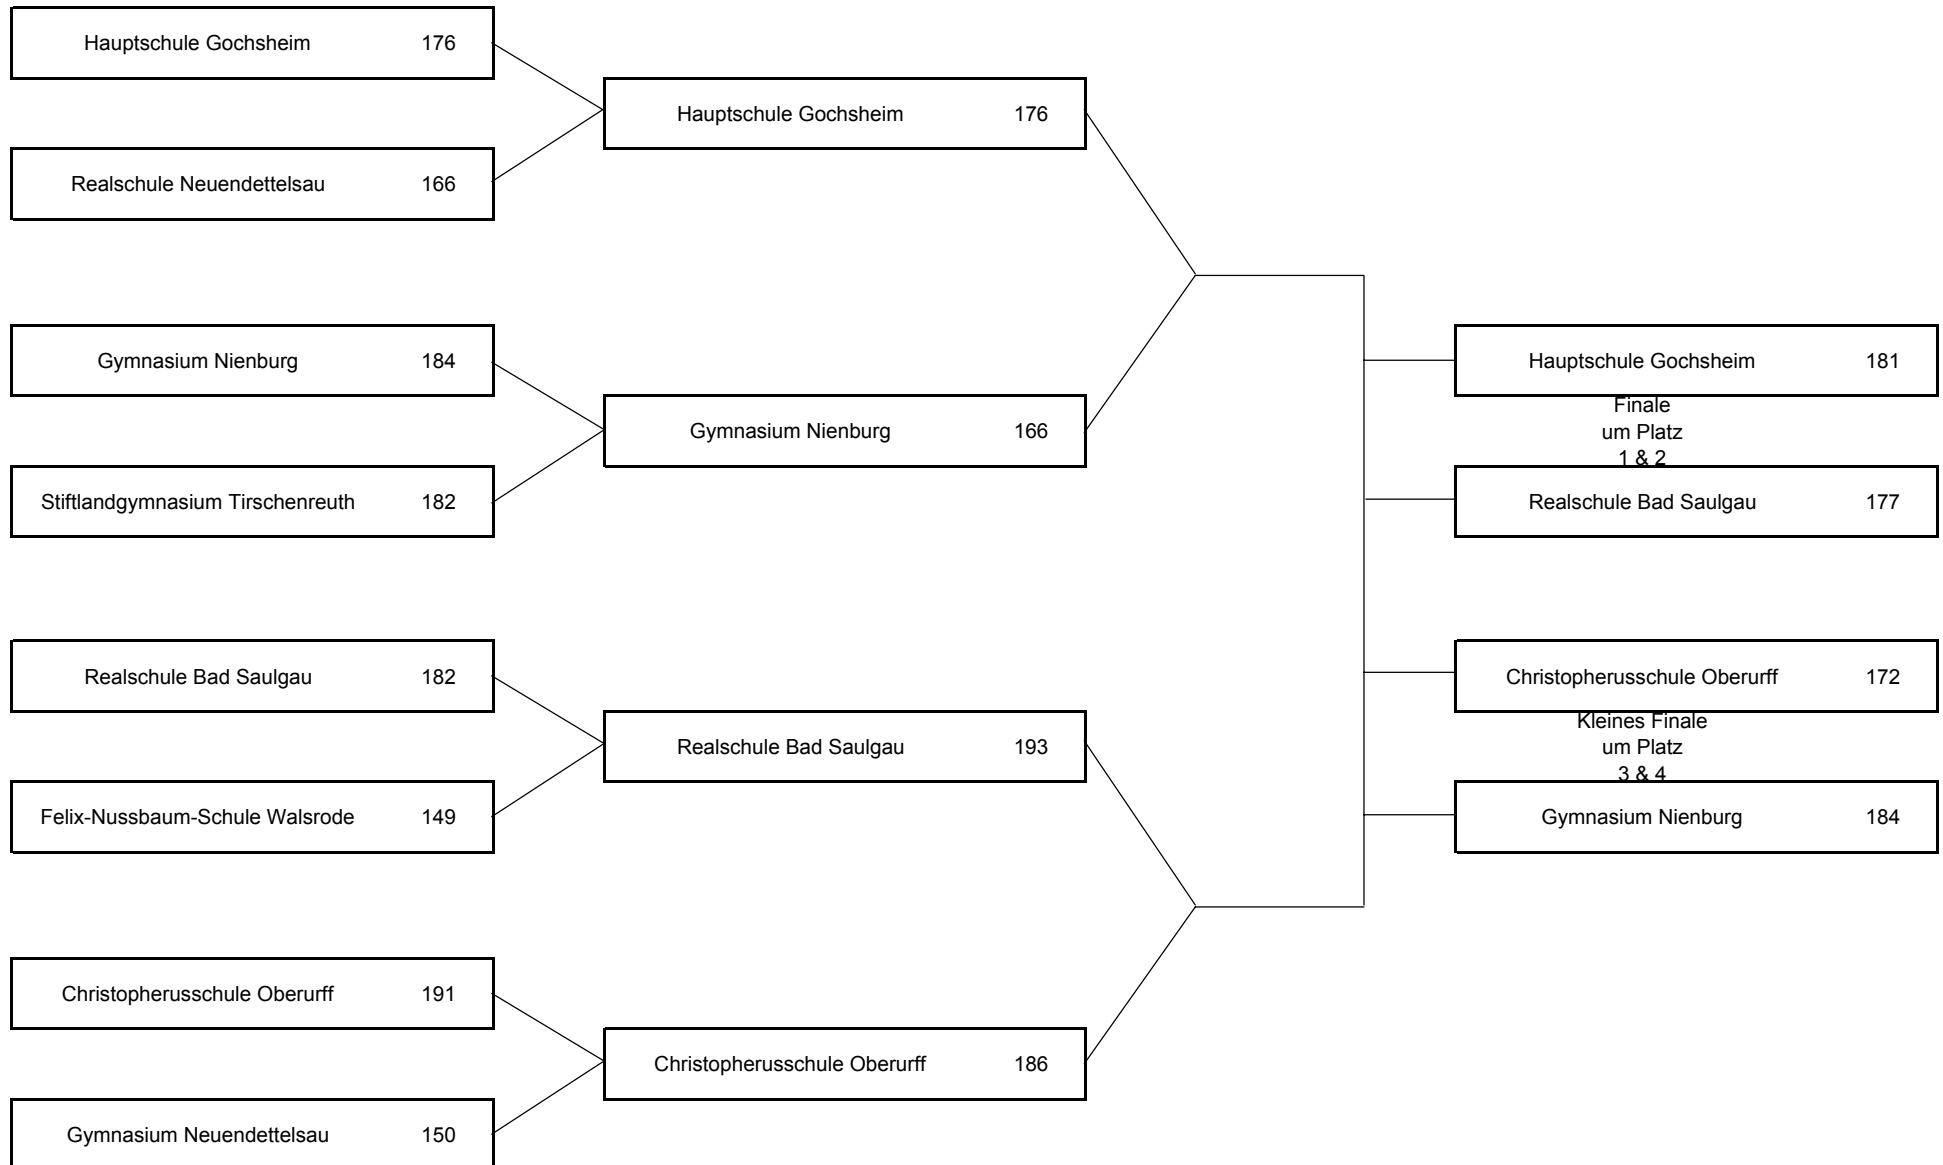 Hauptschule Gochsheim 176
Realschule Neuendettelsau 166
Gymnasium Nienburg 184
Stiftlandgymnasium Tirschenreuth 182
Realschule Bad Saulgau 182
Felix-Nussbaum-Schule Walsrode 149
Christopherusschule Oberurff 191
Gymnasium Neuendettelsau 150
Hauptschule Gochsheim 176
Gymnasium Nienburg 166
Realschule Bad Saulgau 193
Christopherusschule Oberurff 186
Hauptschule Gochsheim 181
Finale
um Platz
1 & 2
Realschule Bad Saulgau 177
Christopherusschule Oberurff 172
Kleines Finale
um Platz
3 & 4
Gymnasium Nienburg 184